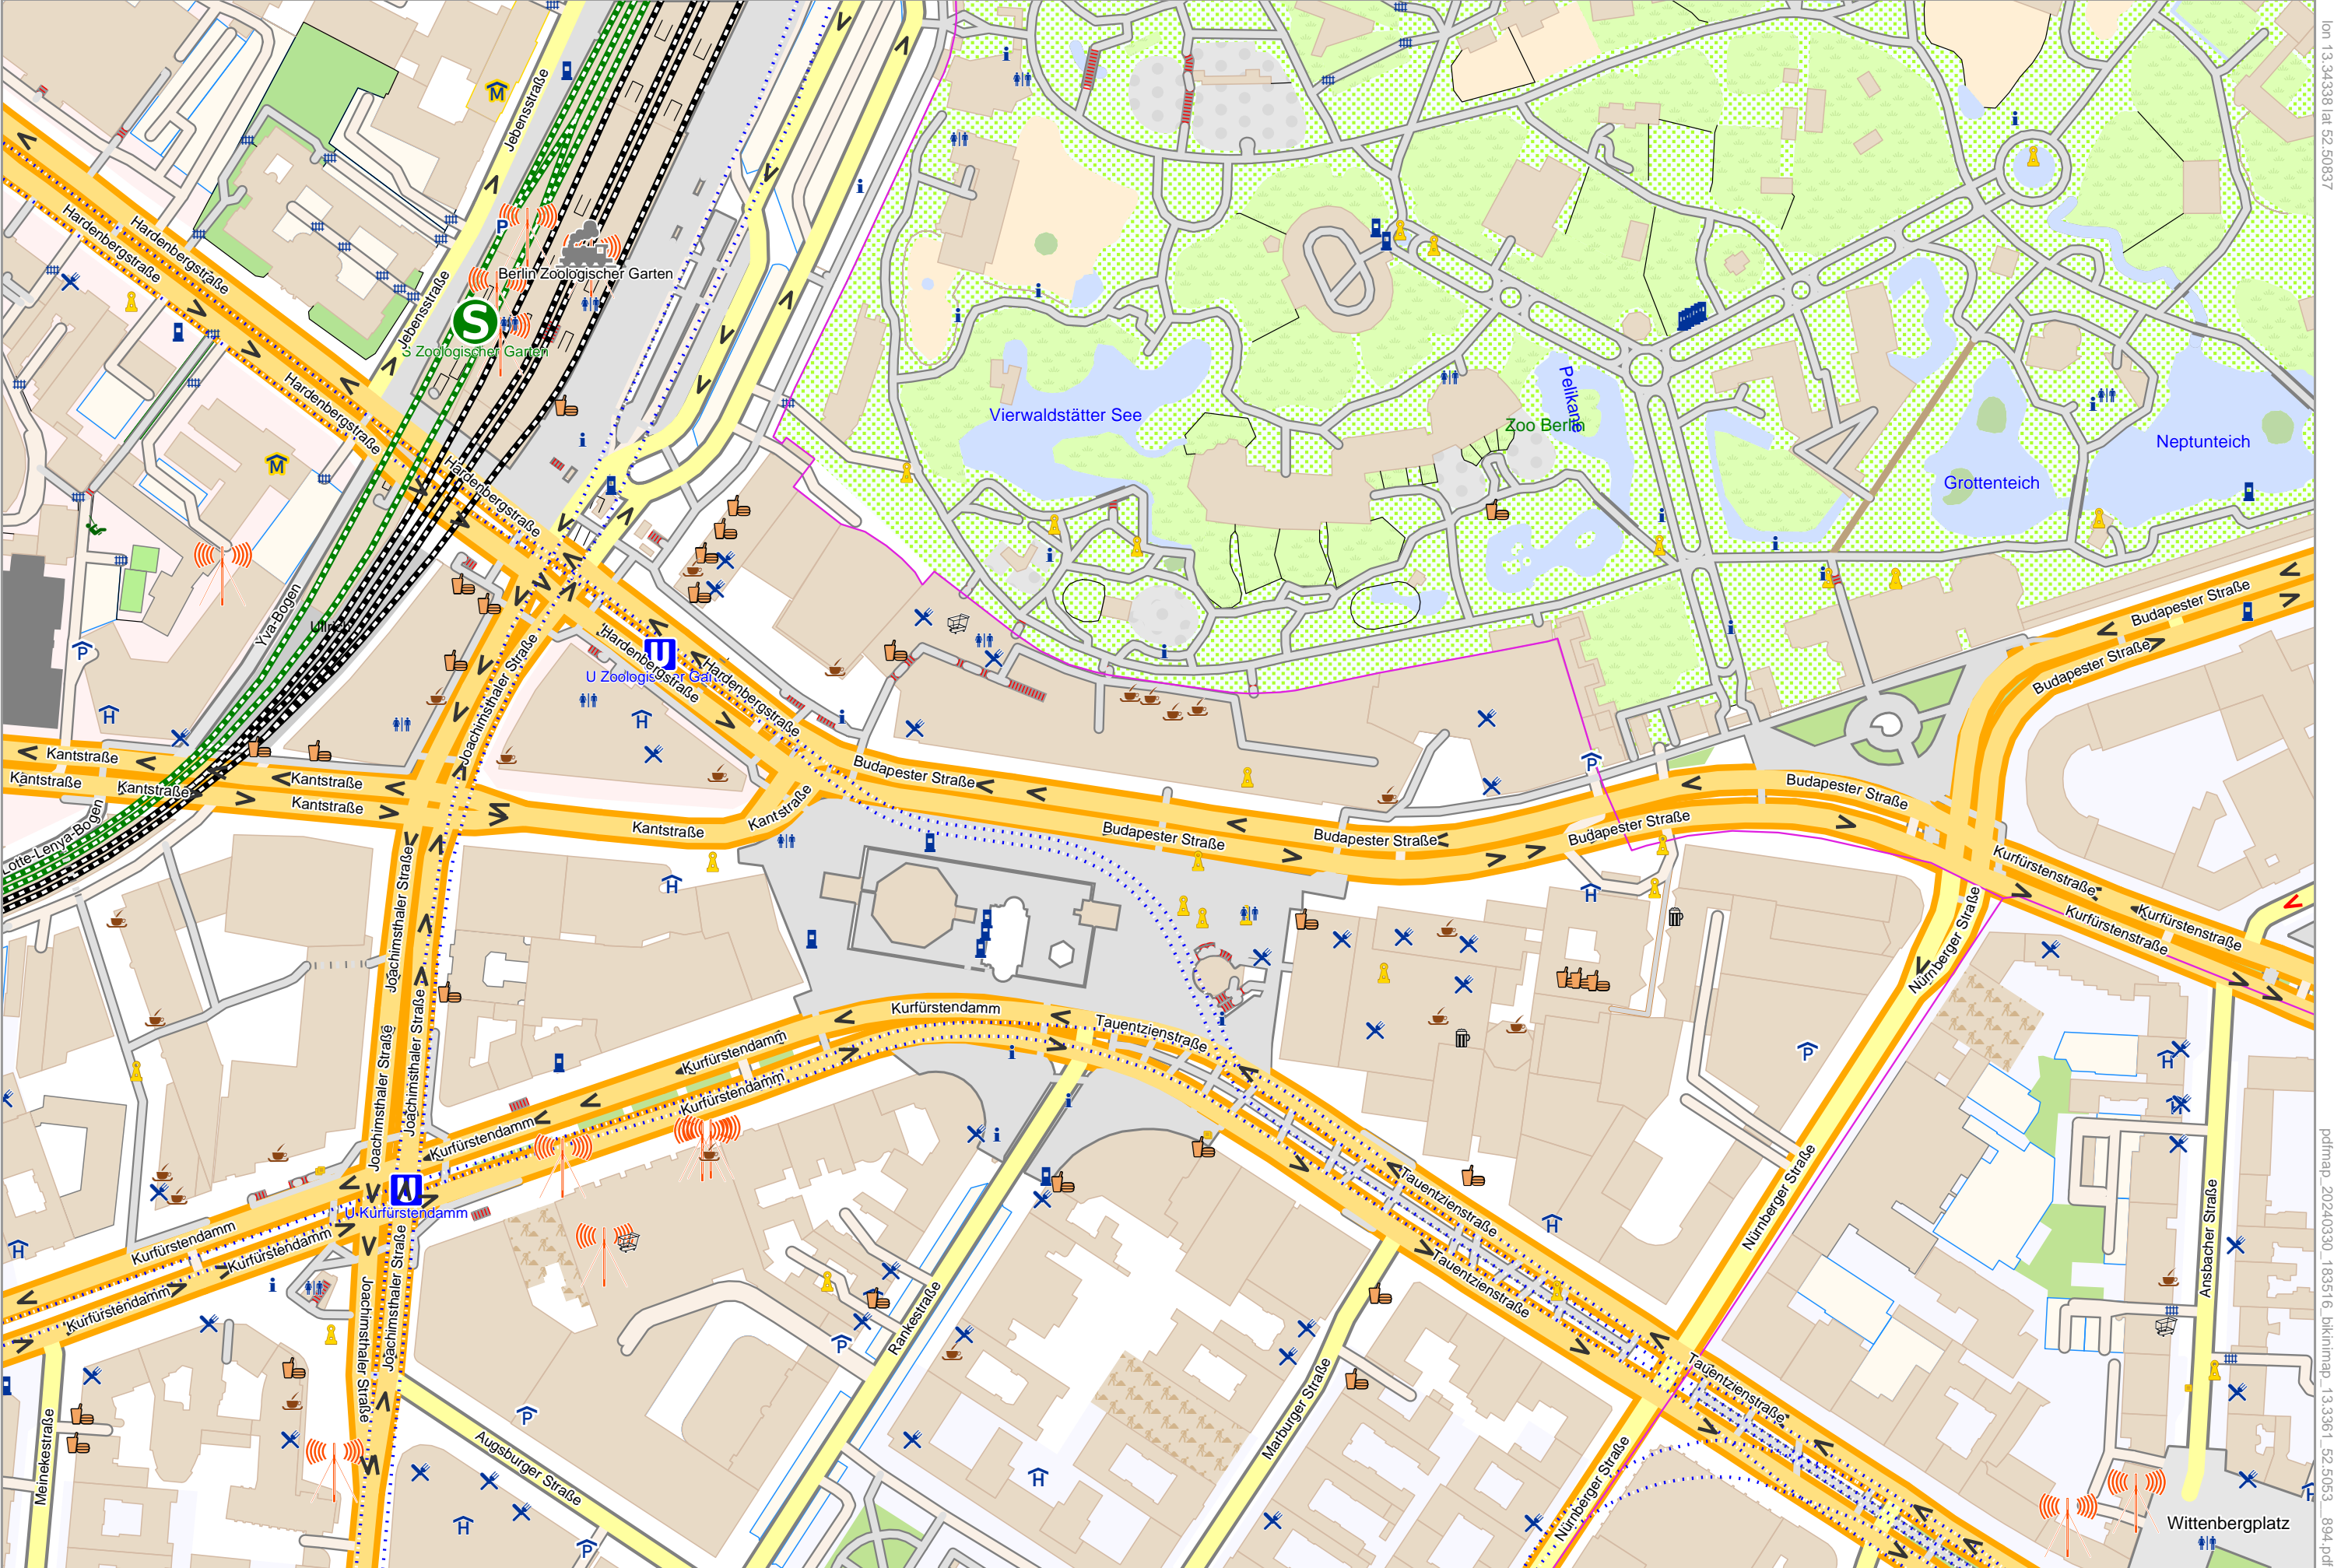 lon 13.34338 lat 52.50837
Jebensstraße
M
Hardenbergstraße
Hardenbergstraße
P
Berlin Zoologischer Garten
Jebensstraße
S
S Zoologischer Garten
Hardenbergstraße
Hardenbergstraße
M
Vierwaldstätter See
Pelikane
Zoo Berlin
Neptunteich
Grottenteich
Yva-Bogen
P
H
Joachimsthaler Straße
Hardenbergstraße
U
Hardenbergstraße
H
Budapester Straße
Budapester Straße
Kantstraße
Kantstraße
Kantstraße
Kantstraße
Kantstraße
Kantstraße
Kantstraße
Lotte-Lenya-Bogen
Budapester Straße
Budapester Straße
Budapester Straße
Budapester Straße
Budapester Straße
P
H
H
Kurfürstenstraße
Kurfürstenstraße
Kurfürstenstraße
Nürnberger Straße
Joachimsthaler Straße
Joachimsthaler Straße
Joachimsthaler Straße
Joachimsthaler Straße
Kurfürstendamm
Kurfürstendamm
Kurfürstendamm
Kurfürstendamm
Tauentzienstraße
P
H
U
U Kurfürstendamm
Kurfürstendamm
Kurfürstendamm
Kurfürstendamm
H
Tauentzienstraße
Tauentzienstraße
H
Nürnberger Straße
Ansbacher Straße
Joachimsthaler Straße
Joachimsthaler Straße
Rankestraße
P
Marburger Straße
Tauentzienstraße
Meinekestraße
P
Augsburger Straße
H
H
P
Nürnberger Straße
Wittenbergplatz
pdfmap_20240330_183516_bikinimap_13.3361_52.5053__894.pdf